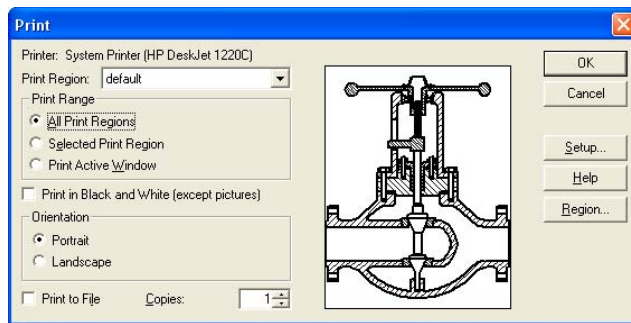 Print
Printer: System Printer (HP DeskJet 1220C)
Print Region: default
Print Range
All Print Regions
Selected Print Region
Print Active Window
Print in Black and White (except pictures)
Orientation
Portrait
Landscape
Print to File
Copies: 1
OK
Cancel
Setup...
Help
Region...